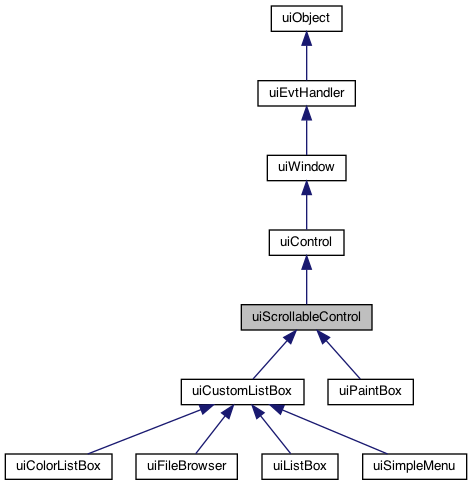 uiObject
uiEvtHandler
uiWindow
uiControl
uiScrollableControl
uiCustomListBox
uiPaintBox
uiColorListBox
uiFileBrowser
uiListBox
uiSimpleMenu